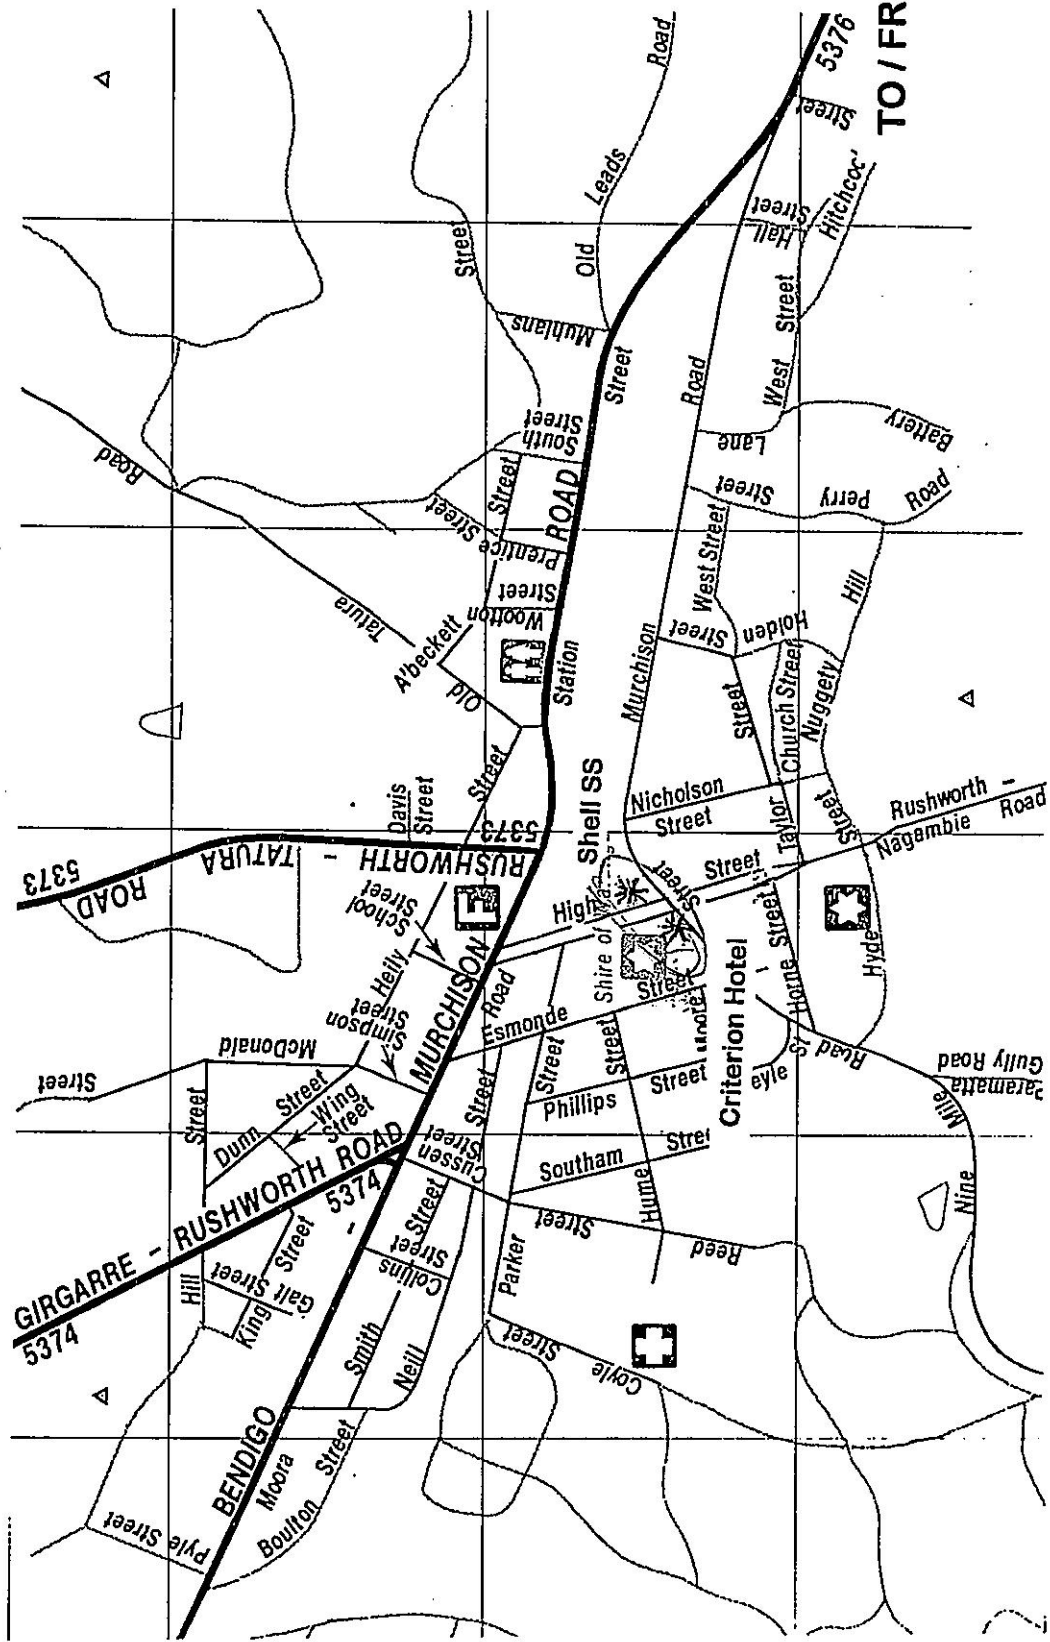 TO / FR
5376
Street
Road
Leads
Old
Street
Muhlans
Street
Hall
Street
Hitchcoc
West Street
Road
Street
Lane
Battery
Road
Perry
Street
West Street
Hill
Road
Tatura
Old
A'beckett
South
Street
Street
Prentice
Street
Wootton
Street
ROAD
Station
Murchison
Street
Holden
Street
Church Street
Nuggety
Nicholson
Street
Taylor
Street
Rushworth -
Nagambie Road
Shell SS
Davis
Street
Street
5373
RUSHWORTH - TATURA
ROAD
5373
School
Street
Heily
Street
Simpson
McDonald
Street
MURCHISON
High
Street
Shire of
Street
Street
Moore
Criterion Hotel
Horne Street
Hyde
St
eyle
Road
Esmonde
Road
Street
Street
Street
Phillips
Street
Southam
Stre
Hume
Street
Reed
Parker
Cussen
Street
Street
Dunn
Street
Wing
Street
GIRGARRE - RUSHWORTH ROAD
5374
5374
Hill
Street
Galt Street
King
Street
Collins
Street
Street
Smith
Neill
Coyle
Street
Nine
Mile
Paramatta
Gully Road
BENDIGO -
Moora
Boulton
Street
Pyle Street